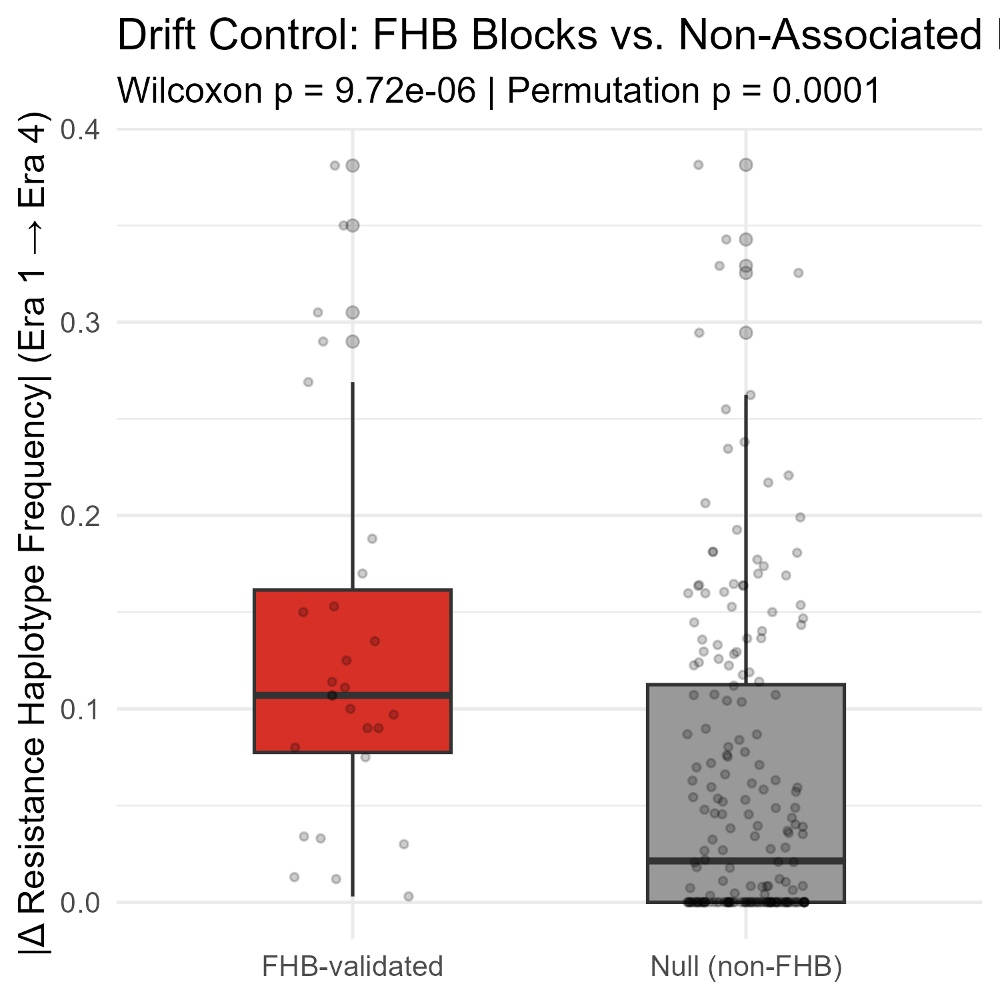 Drift Control: FHB Blocks vs. Non-Associated
Wilcoxon p = 9.72e-06 | Permutation p = 0.0001
|Δ Resistance Haplotype Frequency| (Era 1 → Era 4)
0.4
0.3
0.2
0.1
0.0
FHB-validated
Null (non-FHB)